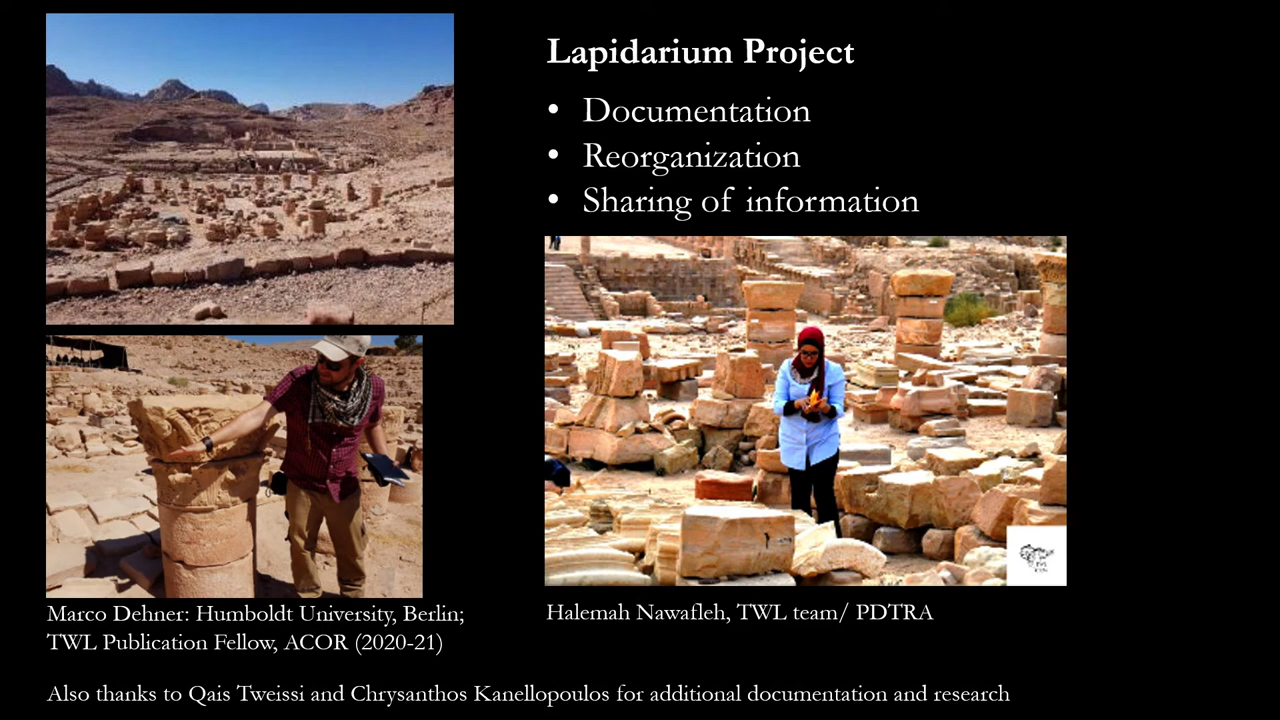 Lapidarium Project
• Documentation
• Reorganization
• Sharing of information
Marco Dehner: Humboldt University, Berlin;
TWL Publication Fellow, ACOR (2020-21)
Halemah Nawafleh, TWL team/ PDTRA
Also thanks to Qais Tweissi and Chrysanthos Kanellopoulos for additional documentation and research